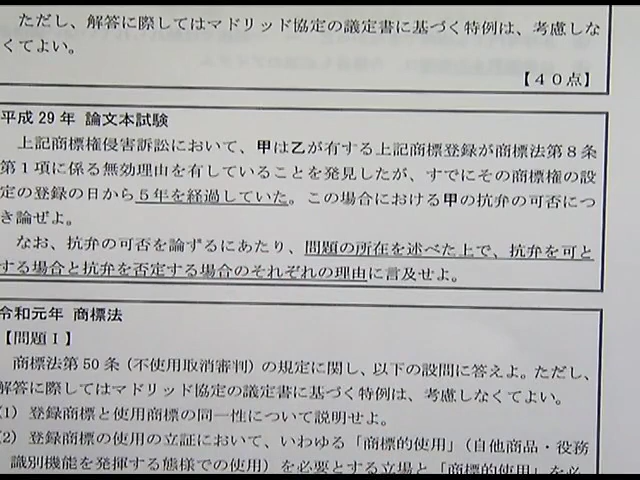 ただし、解答に際してはマドリッド協定の議定書に基づく特例は、考慮しな
くてよい。
【40点】
平成29年 論文本試験
上記商標権侵害訴訟において、甲は乙が有する上記商標登録が商標法第8条
第1項に係る無効理由を有していることを発見したが、すでにその商標権の設
定の登録の日から5年を経過していた。この場合における甲の抗弁の可否につ
き論ぜよ。
なお、抗弁の可否を論ずるにあたり、問題の所在を述べた上で、抗弁を可と
する場合と抗弁を否定する場合のそれぞれの理由に言及せよ。
令和元年 商標法
【問題Ⅰ】
商標法第50条(不使用取消審判)の規定に関し、以下の設問に答えよ。ただし、
解答に際してはマドリッド協定の議定書に基づく特例は、考慮しなくてよい。
(1) 登録商標と使用商標の同一性について説明せよ。
(2) 登録商標の使用の立証において、いわゆる「商標的使用」(自他商品・役務
識別機能を発揮する態様での使用)を必要とする立場と「商標的使用」を必